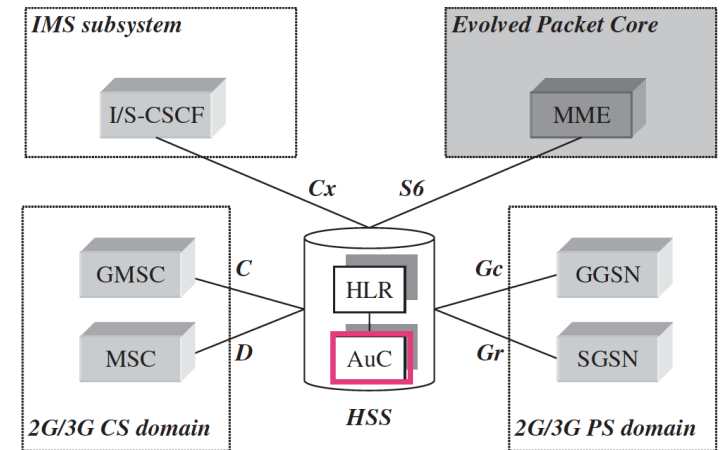 IMS subsystem
Evolved Packet Core
I/S-CSCF
MME
Cx
S6
GMSC
C
HLR
Gc
GGSN
MSC
D
AuC
Gr
SGSN
HSS
2G/3G CS domain
2G/3G PS domain